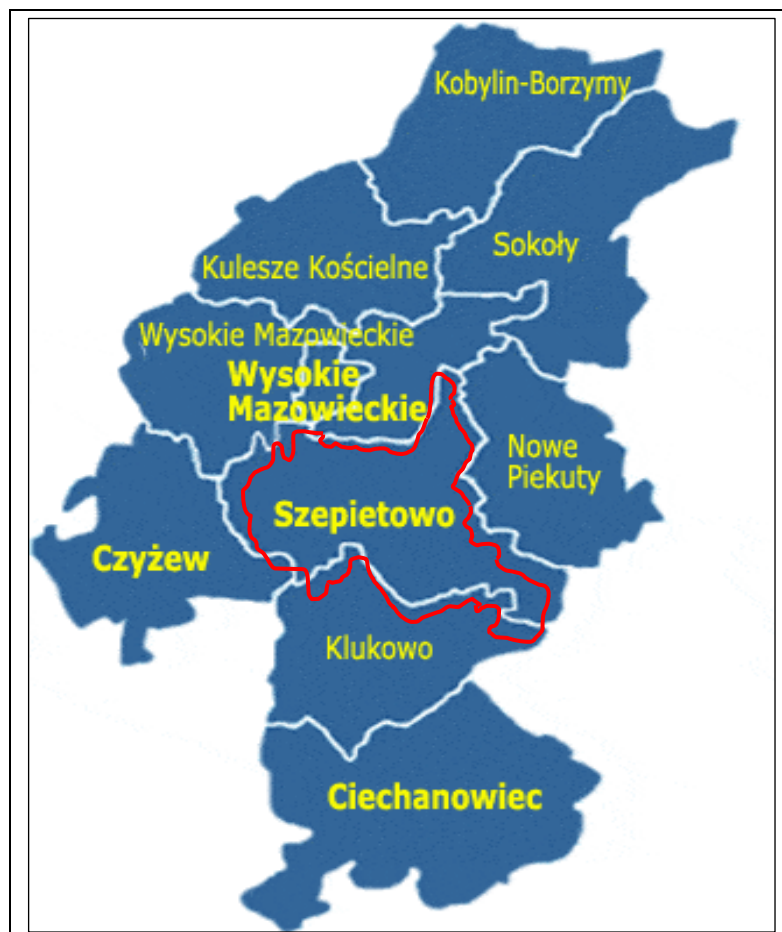 Kobylin-Borzymy
Sokoły
Kulesze Kościelne
Wysokie Mazowieckie
Wysokie
Mazowieckie
Nowe
Piekuty
Szepietowo
Czyżew
Klukowo
Ciechanowiec